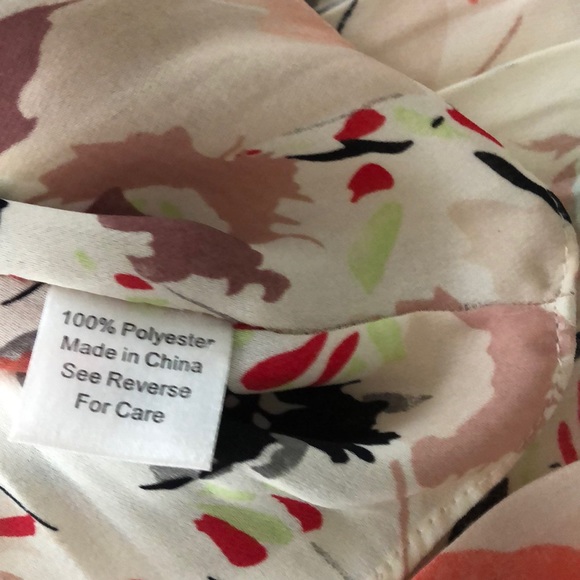 100% Polyester
Made in China
See Reverse
For Care